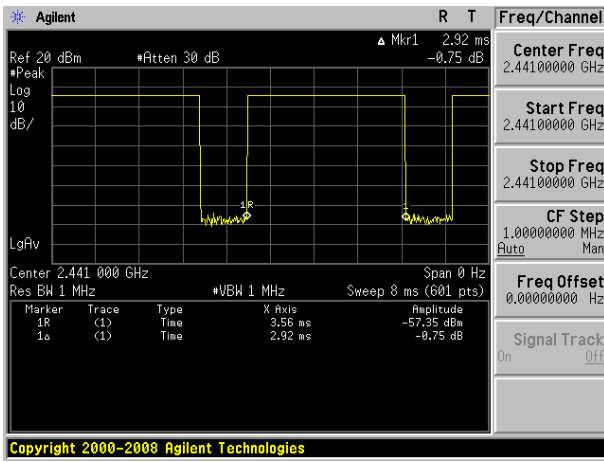 Agilent R T Freq/Channel
Δ Mkr1 2.92 ms
Ref 20 dBm #Atten 30 dB -0.75 dB
#Peak
Log
10
dB/
1R 1
LgAv
Center 2.441 000 GHz Span 0 Hz
Res BW 1 MHz #VBW 1 MHz Sweep 8 ms (601 pts)
Marker Trace Type X Axis Amplitude
1R (1) Time 3.56 ms -57.35 dBm
1Δ (1) Time 2.92 ms -0.75 dB
Center Freq
2.44100000 GHz
Start Freq
2.44100000 GHz
Stop Freq
2.44100000 GHz
CF Step
1.00000000 MHz
Auto Man
Freq Offset
0.00000000 Hz
Signal Track
On Off
Copyright 2000-2008 Agilent Technologies